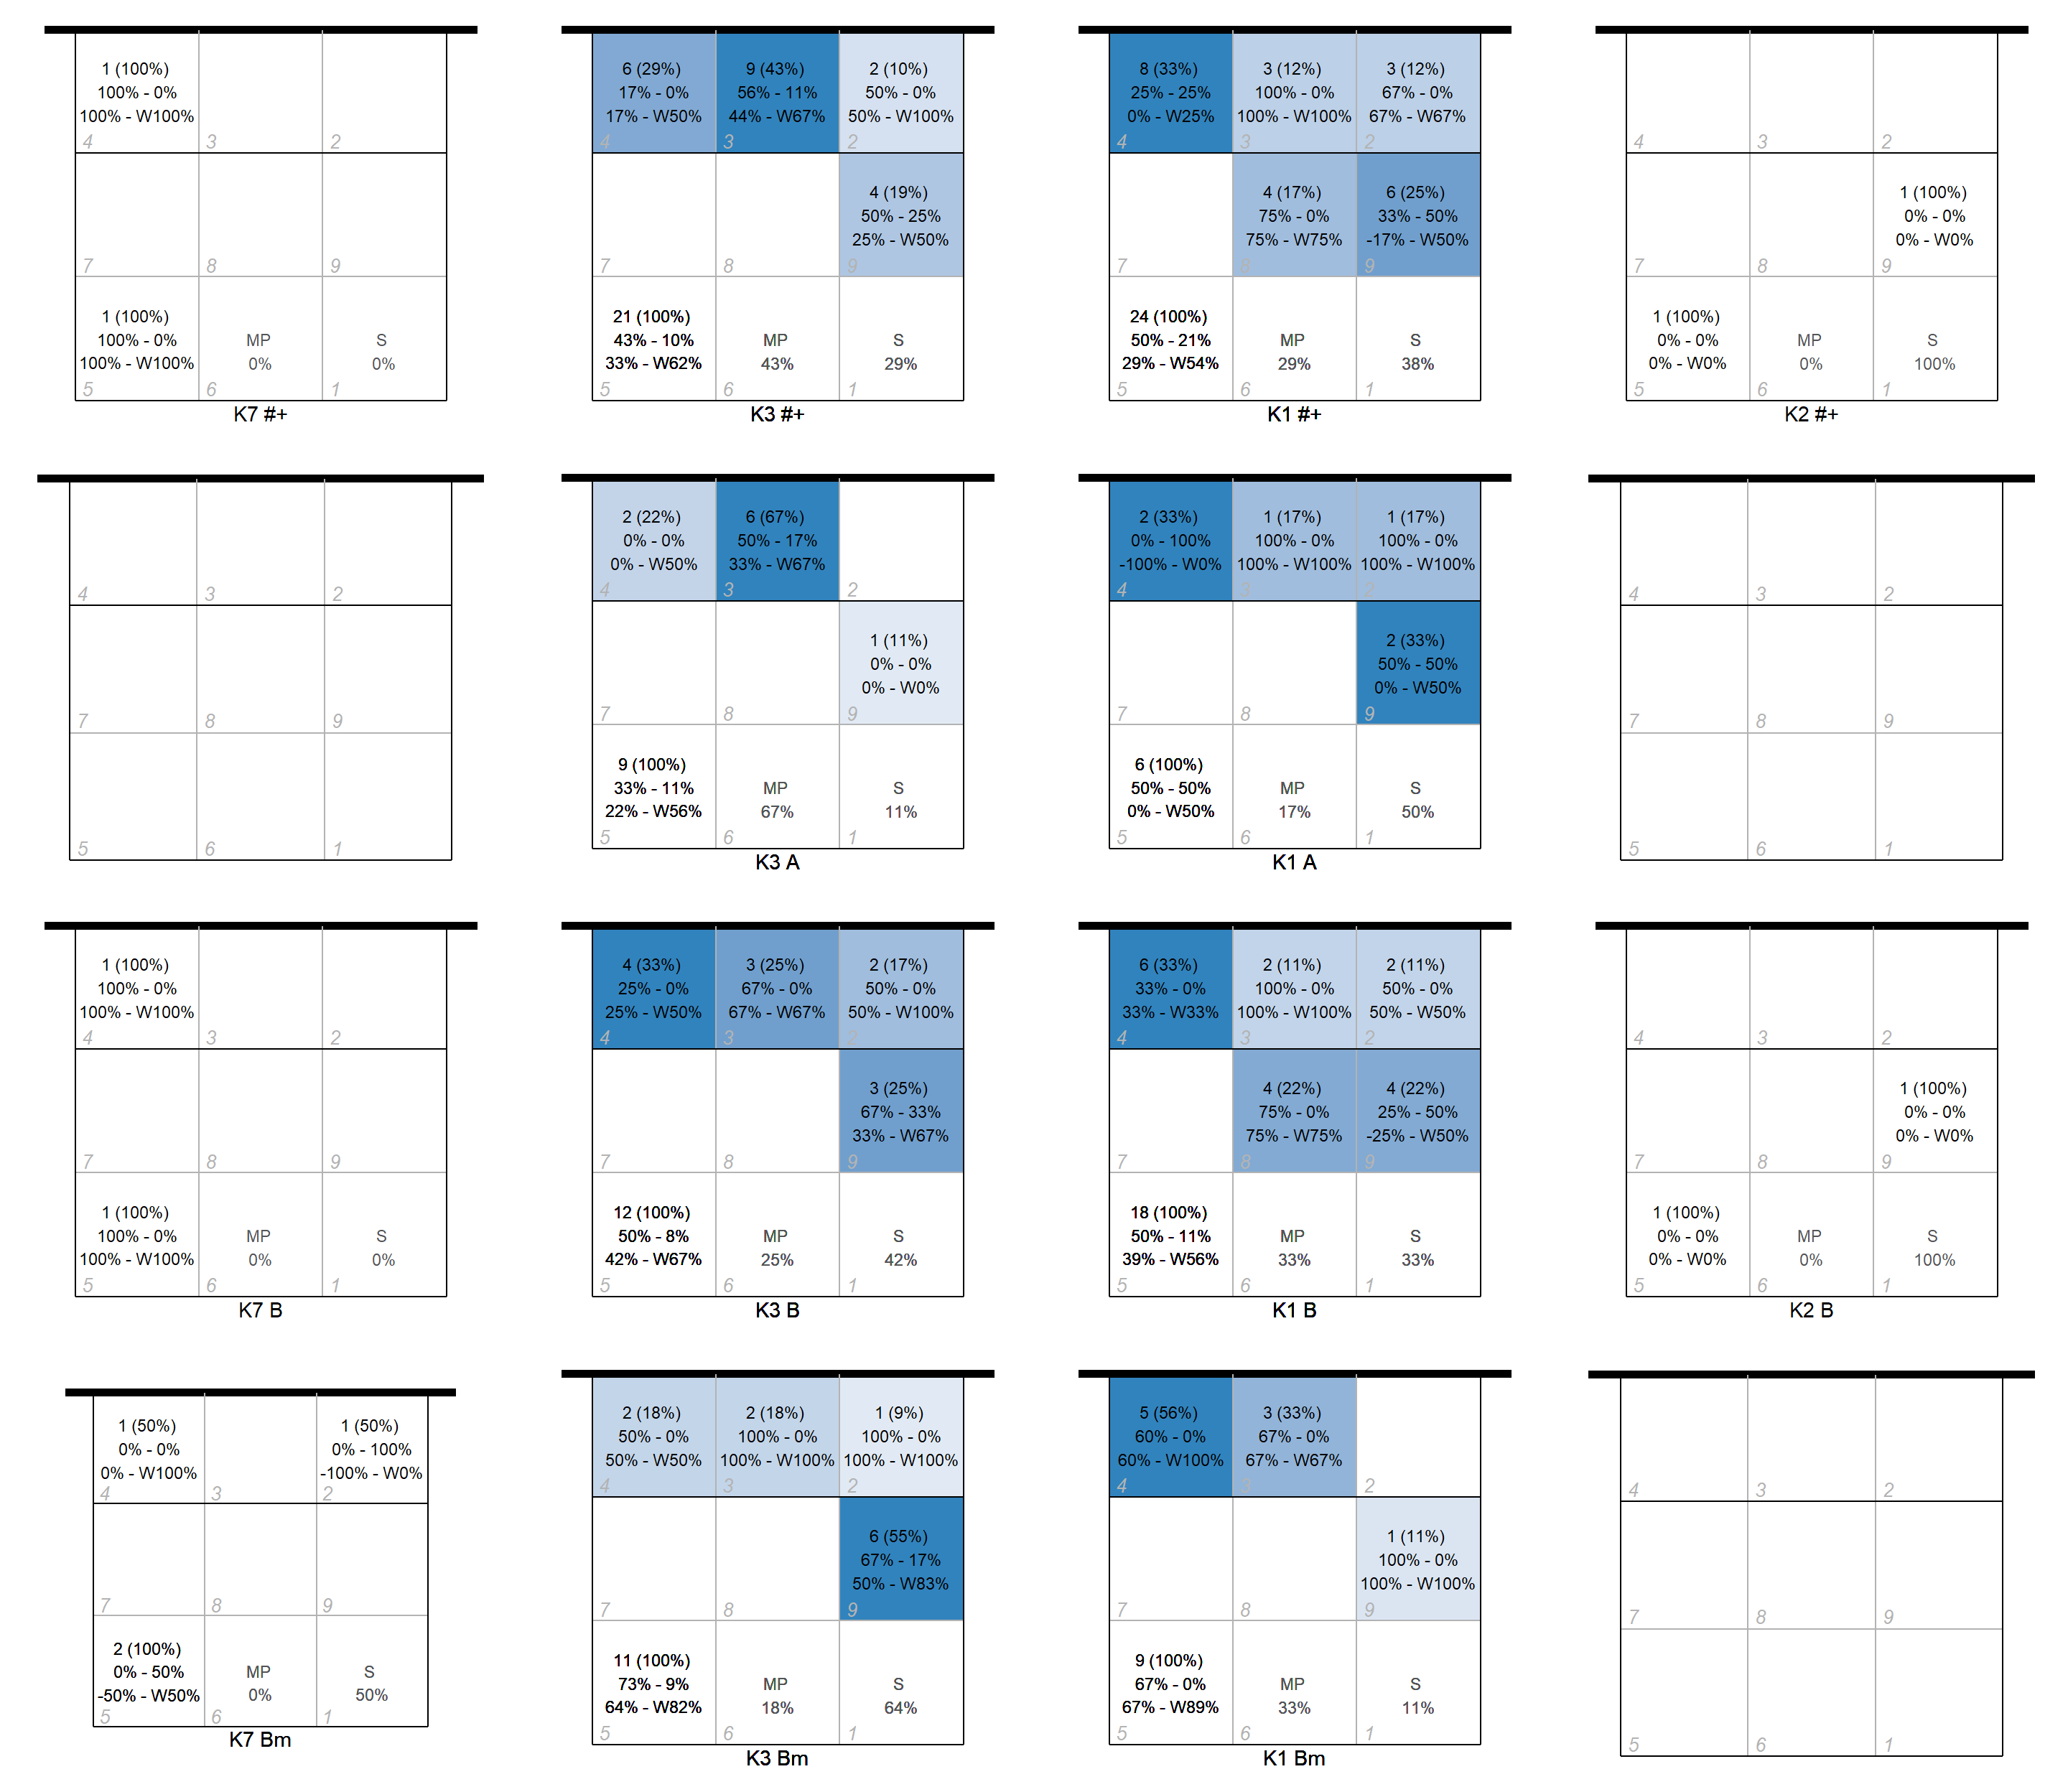 1 (100%)
100% - 0%
100% - W100%
4
3
2
7
8
9
1 (100%)
100% - 0%
100% - W100%
5
MP
0%
6
S
0%
1
K7 #+
6 (29%)
17% - 0%
17% - W50%
4
9 (43%)
56% - 11%
44% - W67%
3
2 (10%)
50% - 0%
50% - W100%
2
7
8
4 (19%)
50% - 25%
25% - W50%
9
21 (100%)
43% - 10%
33% - W62%
5
MP
43%
6
S
29%
1
K3 #+
8 (33%)
25% - 25%
0% - W25%
4
3 (12%)
100% - 0%
100% - W100%
3
3 (12%)
67% - 0%
67% - W67%
2
7
4 (17%)
75% - 0%
75% - W75%
8
6 (25%)
33% - 50%
-17% - W50%
9
24 (100%)
50% - 21%
29% - W54%
5
MP
29%
6
S
38%
1
K1 #+
4
3
2
7
8
1 (100%)
0% - 0%
0% - W0%
9
1 (100%)
0% - 0%
0% - W0%
5
MP
0%
6
S
100%
1
K2 #+
4
3
2
7
8
9
5
6
1
2 (22%)
0% - 0%
0% - W50%
4
6 (67%)
50% - 17%
33% - W67%
3
2
7
8
1 (11%)
0% - 0%
0% - W0%
9
9 (100%)
33% - 11%
22% - W56%
5
MP
67%
6
S
11%
1
K3 A
2 (33%)
0% - 100%
-100% - W0%
4
1 (17%)
100% - 0%
100% - W100%
3
1 (17%)
100% - 0%
100% - W100%
2
7
8
2 (33%)
50% - 50%
0% - W50%
9
6 (100%)
50% - 50%
0% - W50%
5
MP
17%
6
S
50%
1
K1 A
4
3
2
7
8
9
5
6
1
1 (100%)
100% - 0%
100% - W100%
4
3
2
7
8
9
1 (100%)
100% - 0%
100% - W100%
5
MP
0%
6
S
0%
1
K7 B
4 (33%)
25% - 0%
25% - W50%
4
3 (25%)
67% - 0%
67% - W67%
3
2 (17%)
50% - 0%
50% - W100%
2
7
8
3 (25%)
67% - 33%
33% - W67%
9
12 (100%)
50% - 8%
42% - W67%
5
MP
25%
6
S
42%
1
K3 B
6 (33%)
33% - 0%
33% - W33%
4
2 (11%)
100% - 0%
100% - W100%
3
2 (11%)
50% - 0%
50% - W50%
2
7
4 (22%)
75% - 0%
75% - W75%
8
4 (22%)
25% - 50%
-25% - W50%
9
18 (100%)
50% - 11%
39% - W56%
5
MP
33%
6
S
33%
1
K1 B
4
3
2
7
8
1 (100%)
0% - 0%
0% - W0%
9
1 (100%)
0% - 0%
0% - W0%
5
MP
0%
6
S
100%
1
K2 B
1 (50%)
0% - 0%
0% - W100%
4
3
1 (50%)
0% - 100%
-100% - W0%
2
7
8
9
2 (100%)
0% - 50%
-50% - W50%
5
MP
0%
6
S
50%
1
K7 Bm
2 (18%)
50% - 0%
50% - W50%
4
2 (18%)
100% - 0%
100% - W100%
3
1 (9%)
100% - 0%
100% - W100%
2
7
8
6 (55%)
67% - 17%
50% - W83%
9
11 (100%)
73% - 9%
64% - W82%
5
MP
18%
6
S
64%
1
K3 Bm
5 (56%)
60% - 0%
60% - W100%
4
3 (33%)
67% - 0%
67% - W67%
3
2
7
8
1 (11%)
100% - 0%
100% - W100%
9
9 (100%)
67% - 0%
67% - W89%
5
MP
33%
6
S
11%
1
K1 Bm
4
3
2
7
8
9
5
6
1